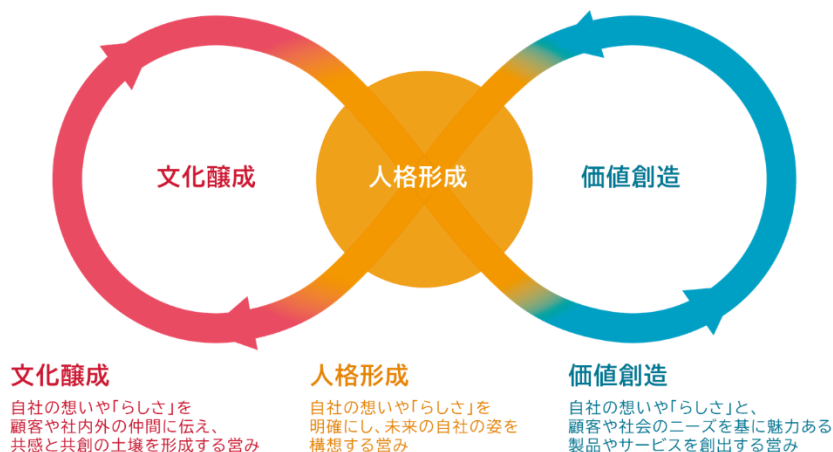 文化醸成
人格形成
価値創造
文化醸成
自社の想いや「らしさ」を
顧客や社内外の仲間に伝え、
共感と共創の土壌を形成する営み
人格形成
自社の想いや「らしさ」を
明確にし、未来の自社の姿を
構想する営み
価値創造
自社の想いや「らしさ」と、
顧客や社会のニーズを基に魅力ある
製品やサービスを創出する営み